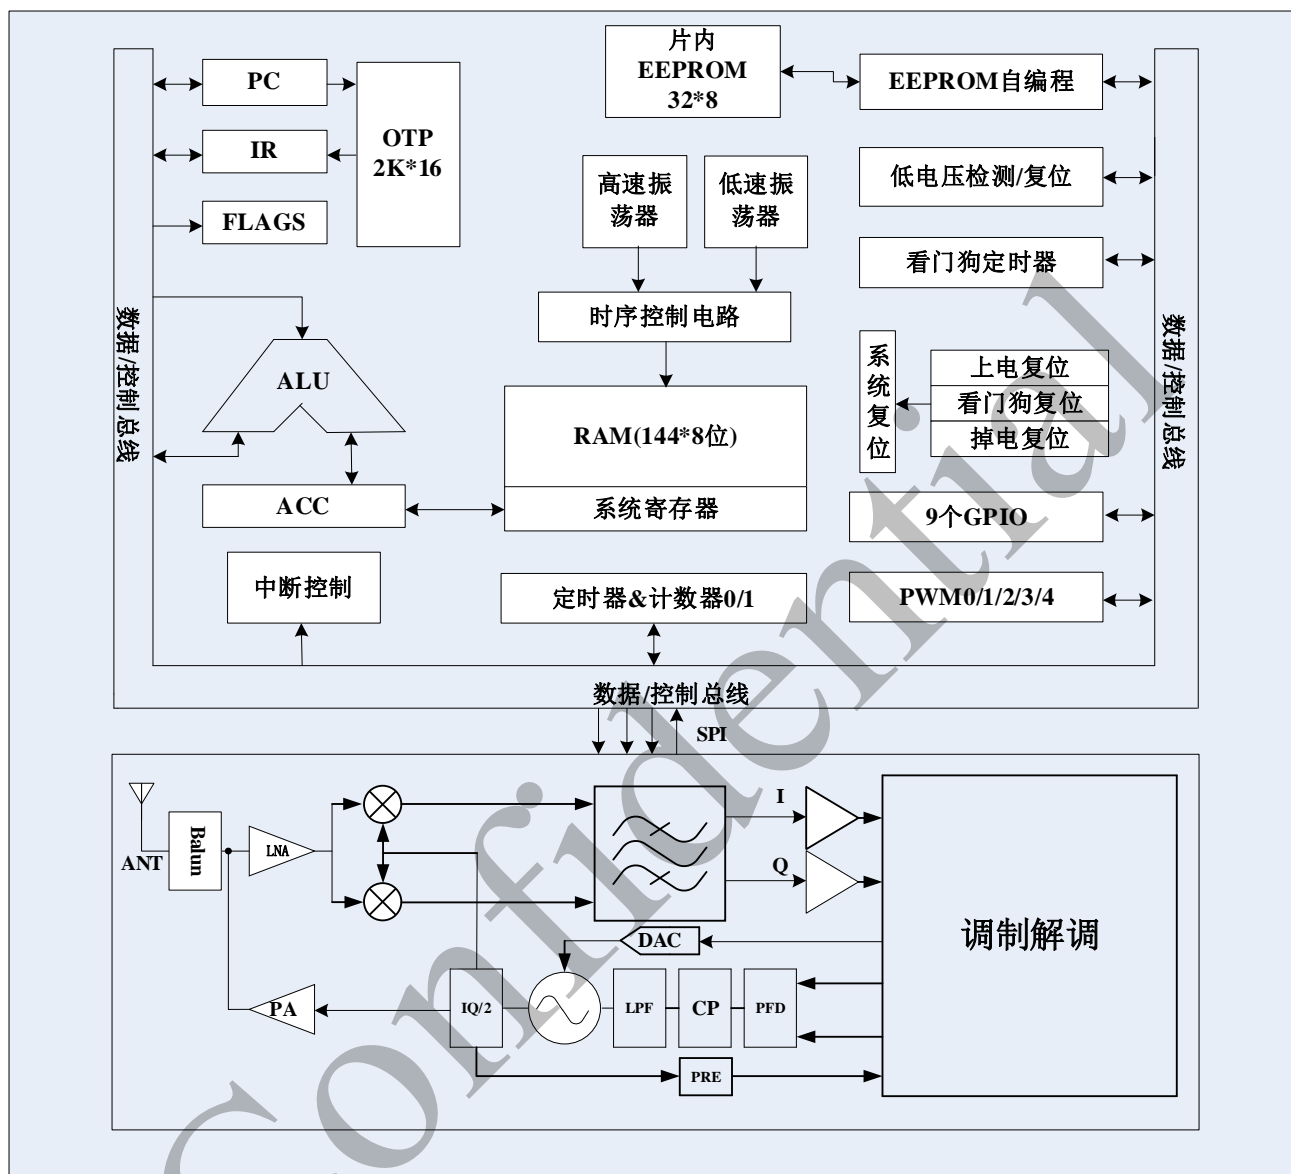 片内
EEPROM
32*8
EEPROM自编程
PC
OTP
2K*16
IR
FLAGS
高速振
荡器
低速振
荡器
低电压检测/复位
看门狗定时器
时序控制电路
数据/控制总线
数据/控制总线
ALU
系统复位
上电复位
看门狗复位
掉电复位
RAM(144*8位)
系统寄存器
ACC
9个GPIO
中断控制
定时器&计数器0/1
PWM0/1/2/3/4
数据/控制总线
SPI
ANT
Balun
LNA
I
Q
调制解调
DAC
PA
IQ/2
LPF
CP
PFD
PRE
Confidential